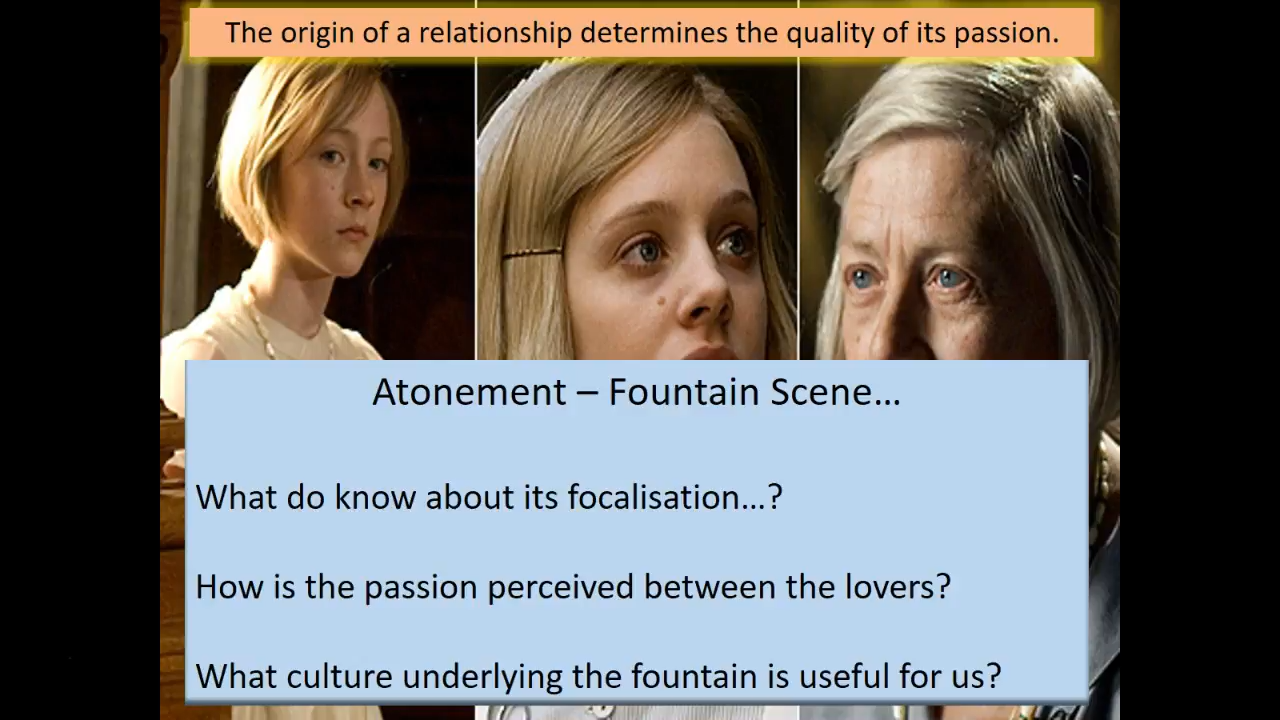 The origin of a relationship determines the quality of its passion.
Atonement – Fountain Scene…
What do know about its focalisation…?
How is the passion perceived between the lovers?
What culture underlying the fountain is useful for us?